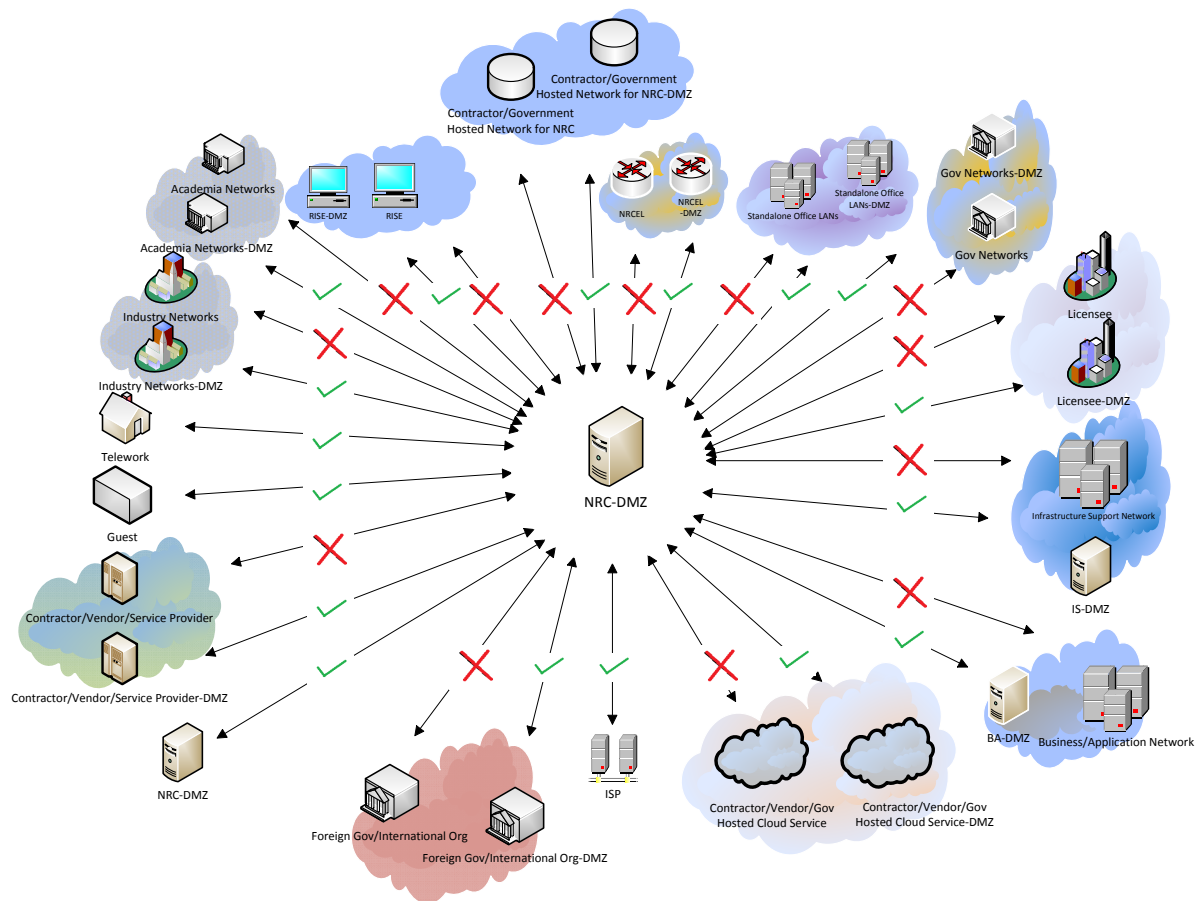 Contractor/Government
Hosted Network for NRC-DMZ
Contractor/Government
Hosted Network for NRC
Academia Networks
Academia Networks-DMZ
RISE-DMZ
RISE
NRCEL
NRCEL
-DMZ
Standalone Office LANs
Standalone Office
LANs-DMZ
Gov Networks-DMZ
Gov Networks
Industry Networks
Industry Networks-DMZ
Licensee
Licensee-DMZ
Telework
Guest
NRC-DMZ
Infrastructure Support Network
IS-DMZ
Contractor/Vendor/Service Provider
Contractor/Vendor/Service Provider-DMZ
BA-DMZ
Business/Application Network
NRC-DMZ
ISP
Foreign Gov/International Org
Foreign Gov/International Org-DMZ
Contractor/Vendor/Gov
Hosted Cloud Service
Contractor/Vendor/Gov
Hosted Cloud Service-DMZ